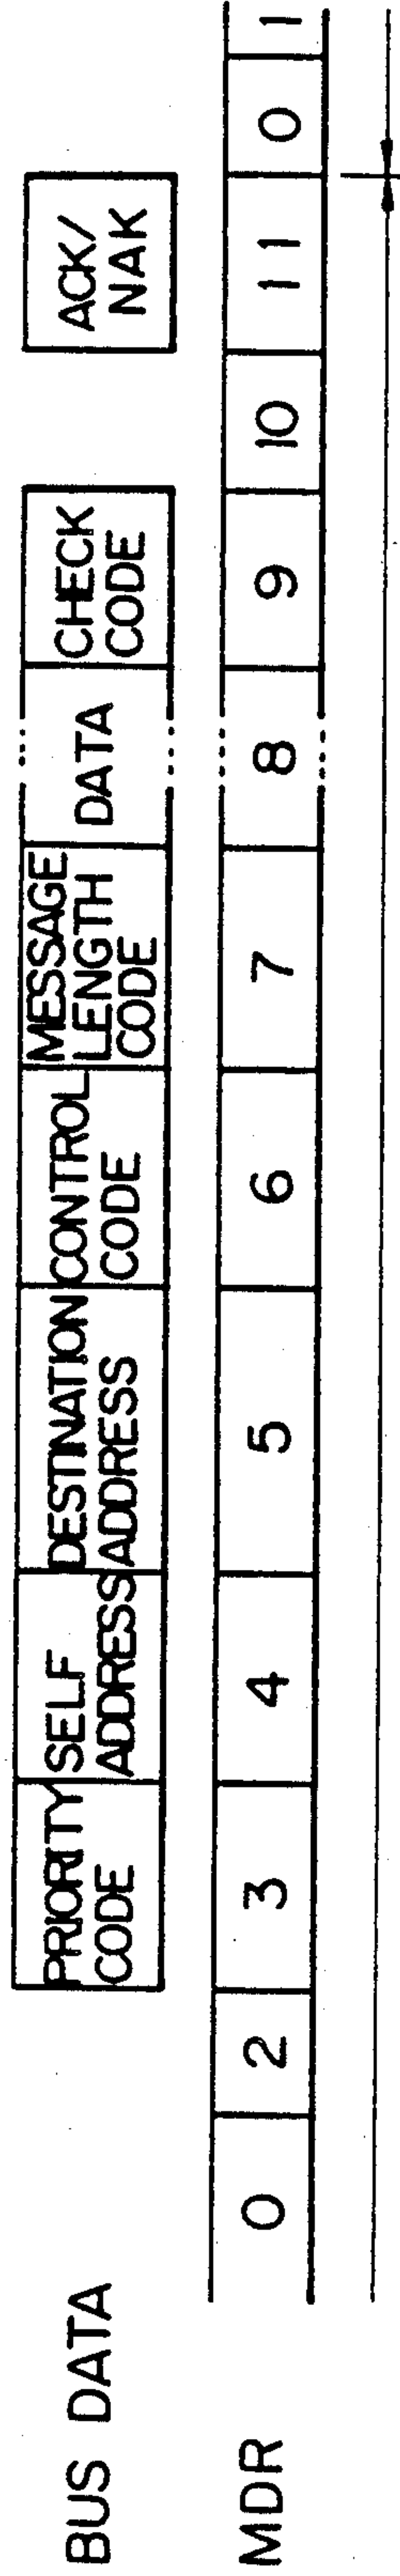 BUS DATA
PRIORITY
CODE
SELF
ADDRESS
DESTINATION
ADDRESS
CONTROL
CODE
MESSAGE
LENGTH
CODE
DATA
CHECK
CODE
ACK/
NAK
MDR
0 2 3 4 5 6 7 8 9 10 11 0 1